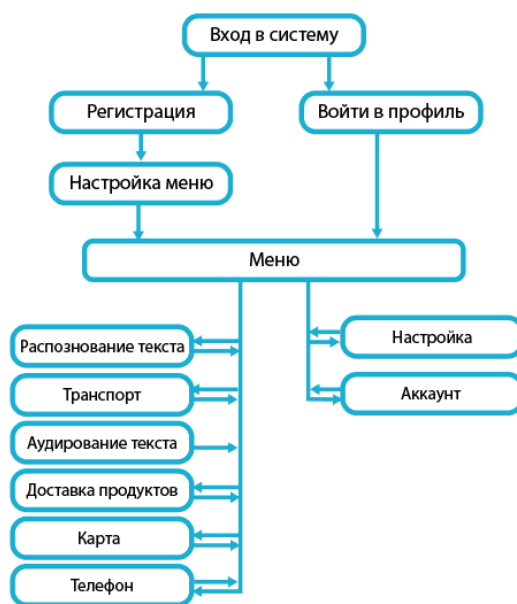 Вход в систему
Регистрация
Войти в профиль
Настройка меню
Меню
Распознование текста
Настройка
Транспорт
Аккаунт
Аудирование текста
Доставка продуктов
Карта
Телефон